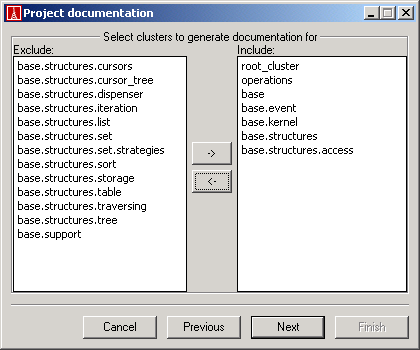 Project documentation
Select clusters to generate documentation for
Exclude:
base.structures.cursors
base.structures.cursor_tree
base.structures.dispenser
base.structures.iteration
base.structures.list
base.structures.set
base.structures.set.strategies
base.structures.sort
base.structures.storage
base.structures.table
base.structures.traversing
base.structures.tree
base.support
->
<-
Include:
root_cluster
operations
base
base.event
base.kernel
base.structures
base.structures.access
Cancel
Previous
Next
Finish